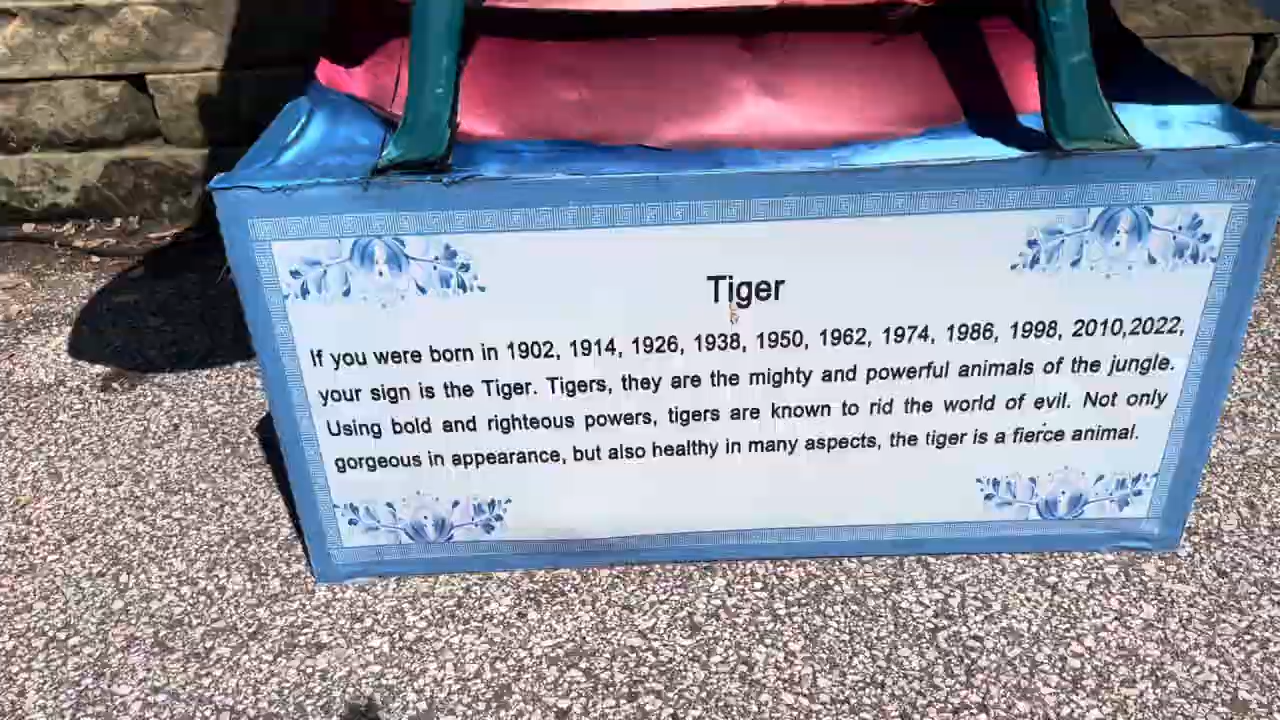 Tiger
If you were born in 1902, 1914, 1926, 1938, 1950, 1962, 1974, 1986, 1998, 2010,2022,
your sign is the Tiger. Tigers, they are the mighty and powerful animals of the jungle.
Using bold and righteous powers, tigers are known to rid the world of evil. Not only
gorgeous in appearance, but also healthy in many aspects, the tiger is a fierce animal.